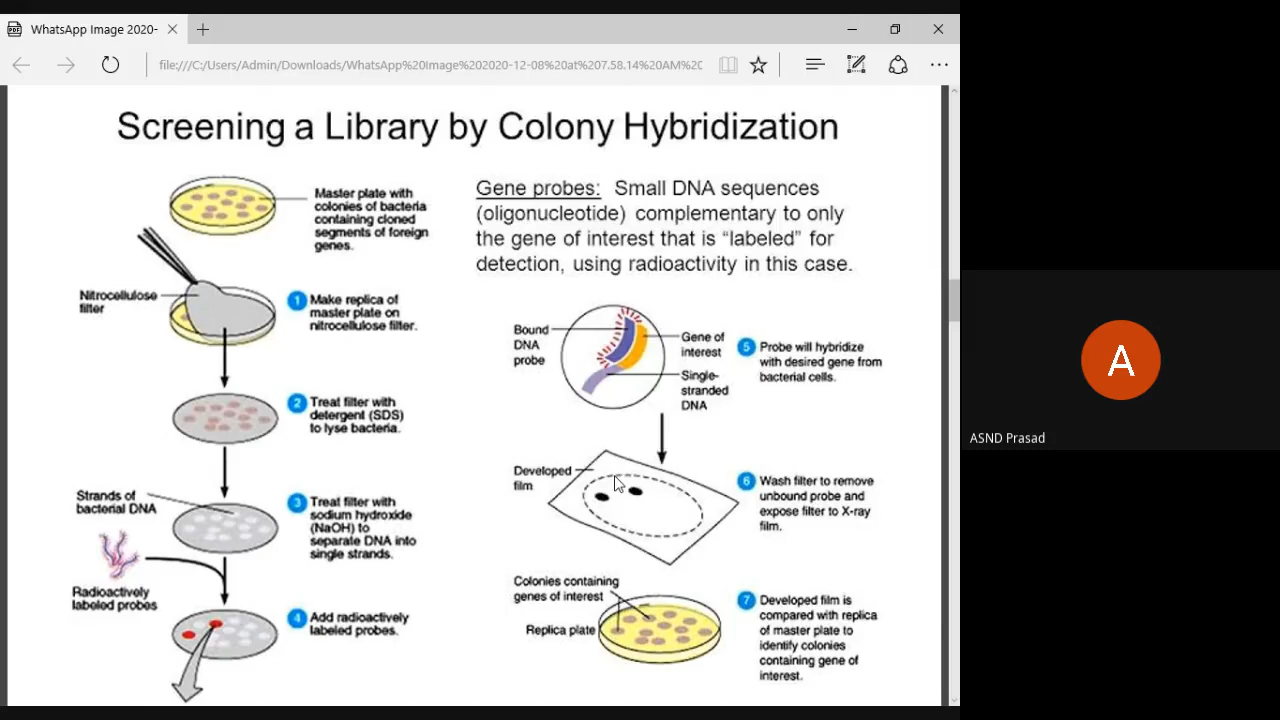 WhatsApp Image 2020-
file:///C:/Users/Admin/Downloads/WhatsApp%20Image%202020-12-08%20at%207.58.14%20AM%2C
Screening a Library by Colony Hybridization
Master plate with
colonies of bacteria
containing cloned
segments of foreign
genes.
Nitrocellulose
filter
1 Make replica of
master plate on
nitrocellulose filter.
2 Treat filter with
detergent (SDS)
to lyse bacteria.
Strands of
bacterial DNA
3 Treat filter with
sodium hydroxide
(NaOH) to
separate DNA into
single strands.
Radioactively
labeled probes
4 Add radioactively
labeled probes.
Gene probes: Small DNA sequences
(oligonucleotide) complementary to only
the gene of interest that is “labeled” for
detection, using radioactivity in this case.
Bound
DNA
probe
Gene of
interest
Single-
stranded
DNA
5 Probe will hybridize
with desired gene from
bacterial cells.
Developed
film
6 Wash filter to remove
unbound probe and
expose filter to X-ray
film.
Colonies containing
genes of interest
Replica plate
7 Developed film is
compared with replica
of master plate to
identify colonies
containing gene of
interest.
A
ASND Prasad